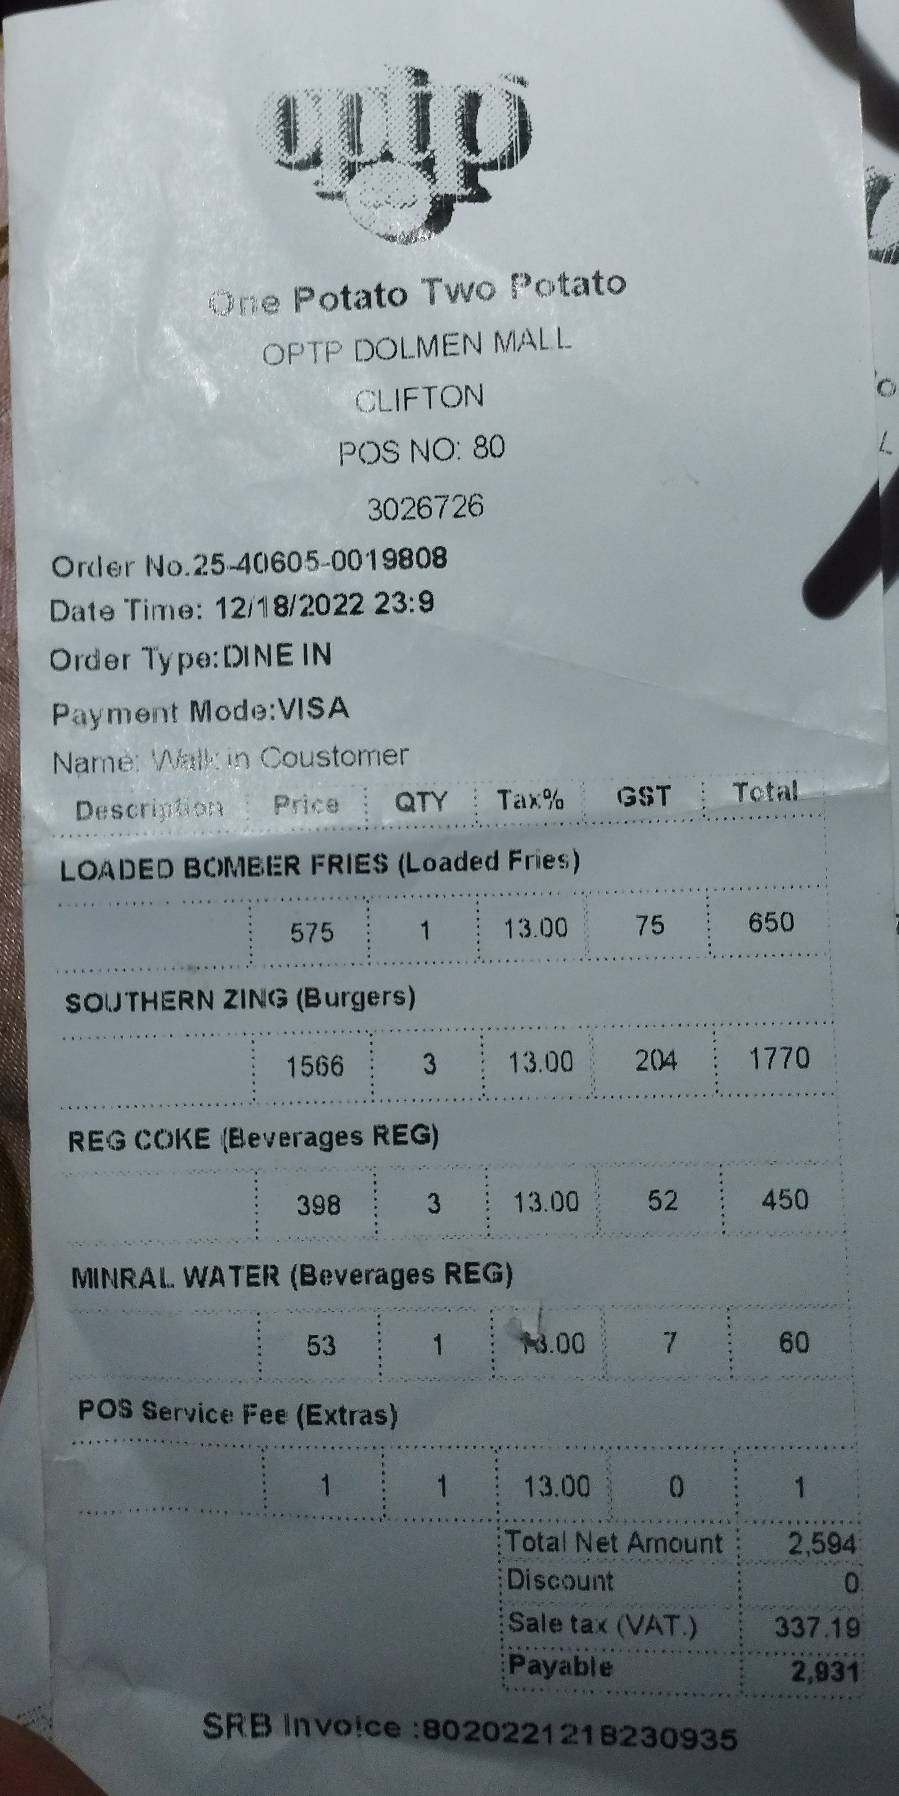 optp
One Potato Two Potato
OPTP DOLMEN MALL
CLIFTON
POS NO: 80
3026726
Order No.25-40605-0019808
Date Time: 12/18/2022 23:9
Order Type:DINE IN
Payment Mode:VISA
Name: Walk in Coustomer
Description Price QTY Tax% GST Total
LOADED BOMBER FRIES (Loaded Fries)
575 1 13.00 75 650
SOUTHERN ZING (Burgers)
1566 3 13.00 204 1770
REG COKE (Beverages REG)
398 3 13.00 52 450
MINRAL WATER (Beverages REG)
53 1 13.00 7 60
POS Service Fee (Extras)
1 1 13.00 0 1
Total Net Amount 2,594
Discount 0
Sale tax (VAT.) 337.19
Payable 2,931
SRB Invoice :8020221218230935